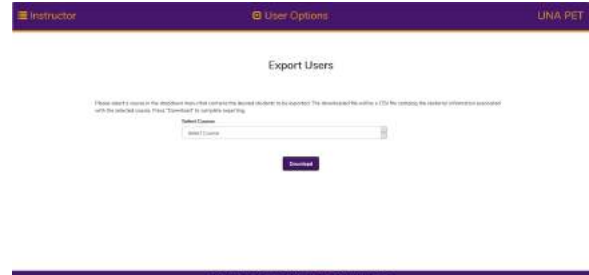 Instructor
User Options
UNA PET
Export Users
Please select a course in the dropdown menu that contains the desired students to be exported. The downloaded file will be a CSV file containing the students' information associated
with the selected course. Press "Download" to complete exporting.
Select Course
Select Course
Download